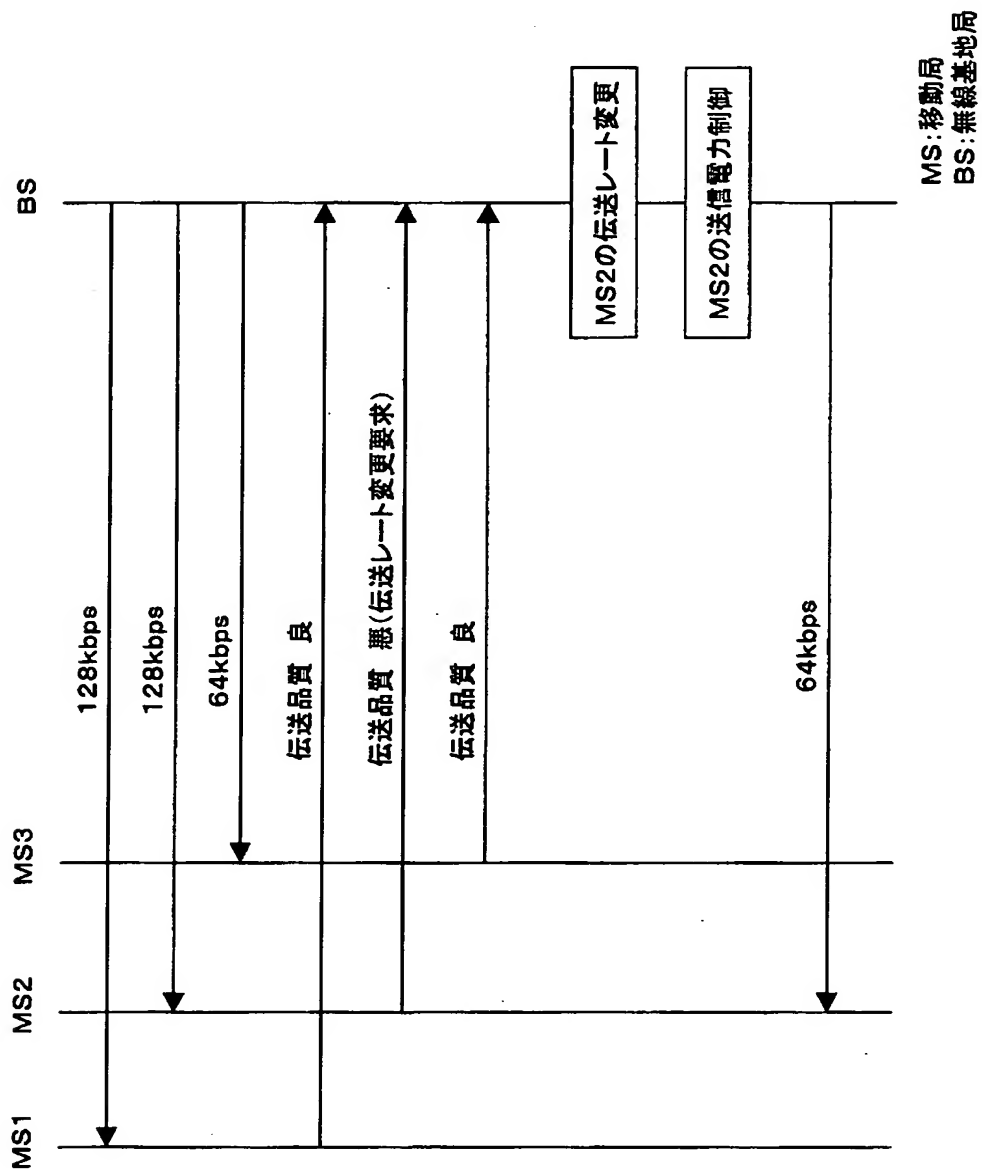 MS1
MS2
MS3
BS
128kbps
128kbps
64kbps
伝送品質 良
伝送品質 悪(伝送レート変更要求)
伝送品質 良
MS2の伝送レート変更
MS2の送信電力制御
64kbps
MS:移動局
BS:無線基地局